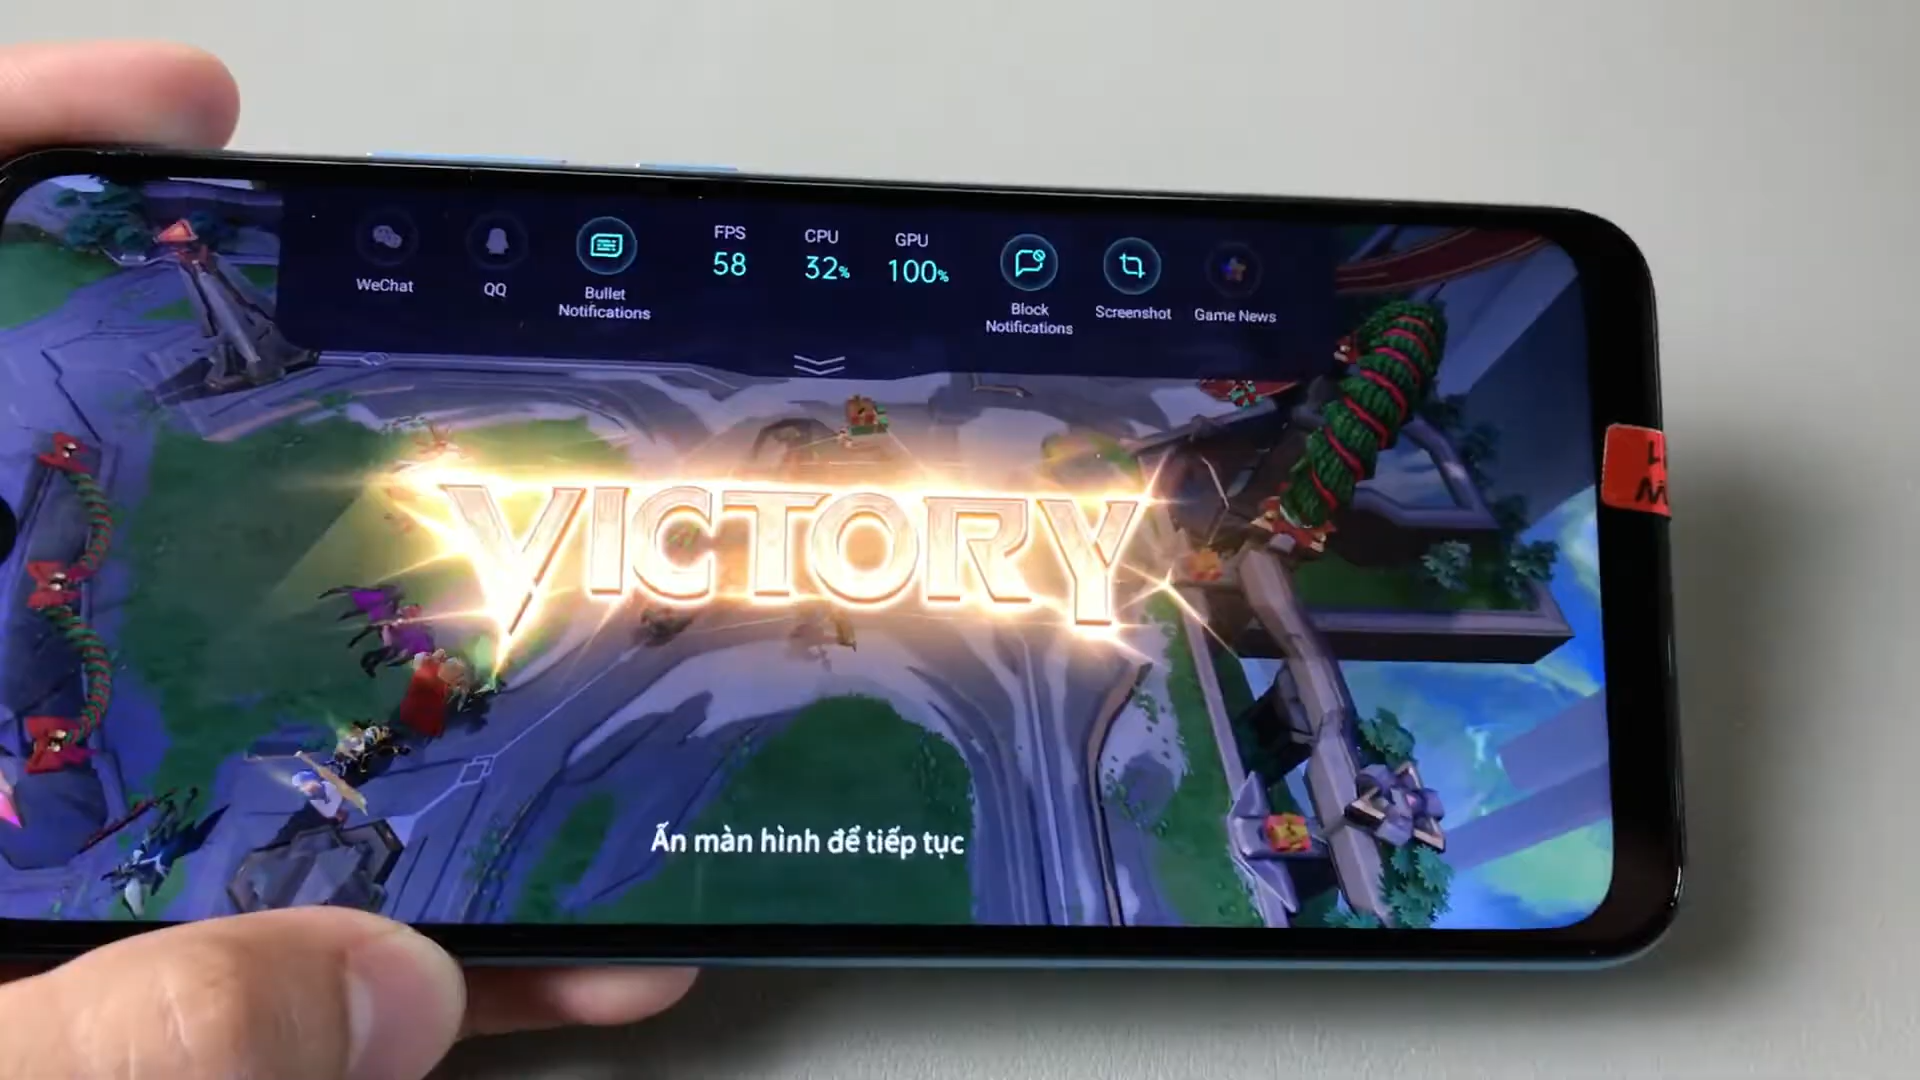 WeChat
QQ
Bullet
Notifications
FPS
58
CPU
32%
GPU
100%
Block
Notifications
Screenshot
Game News
VICTORY
Ấn màn hình để tiếp tục